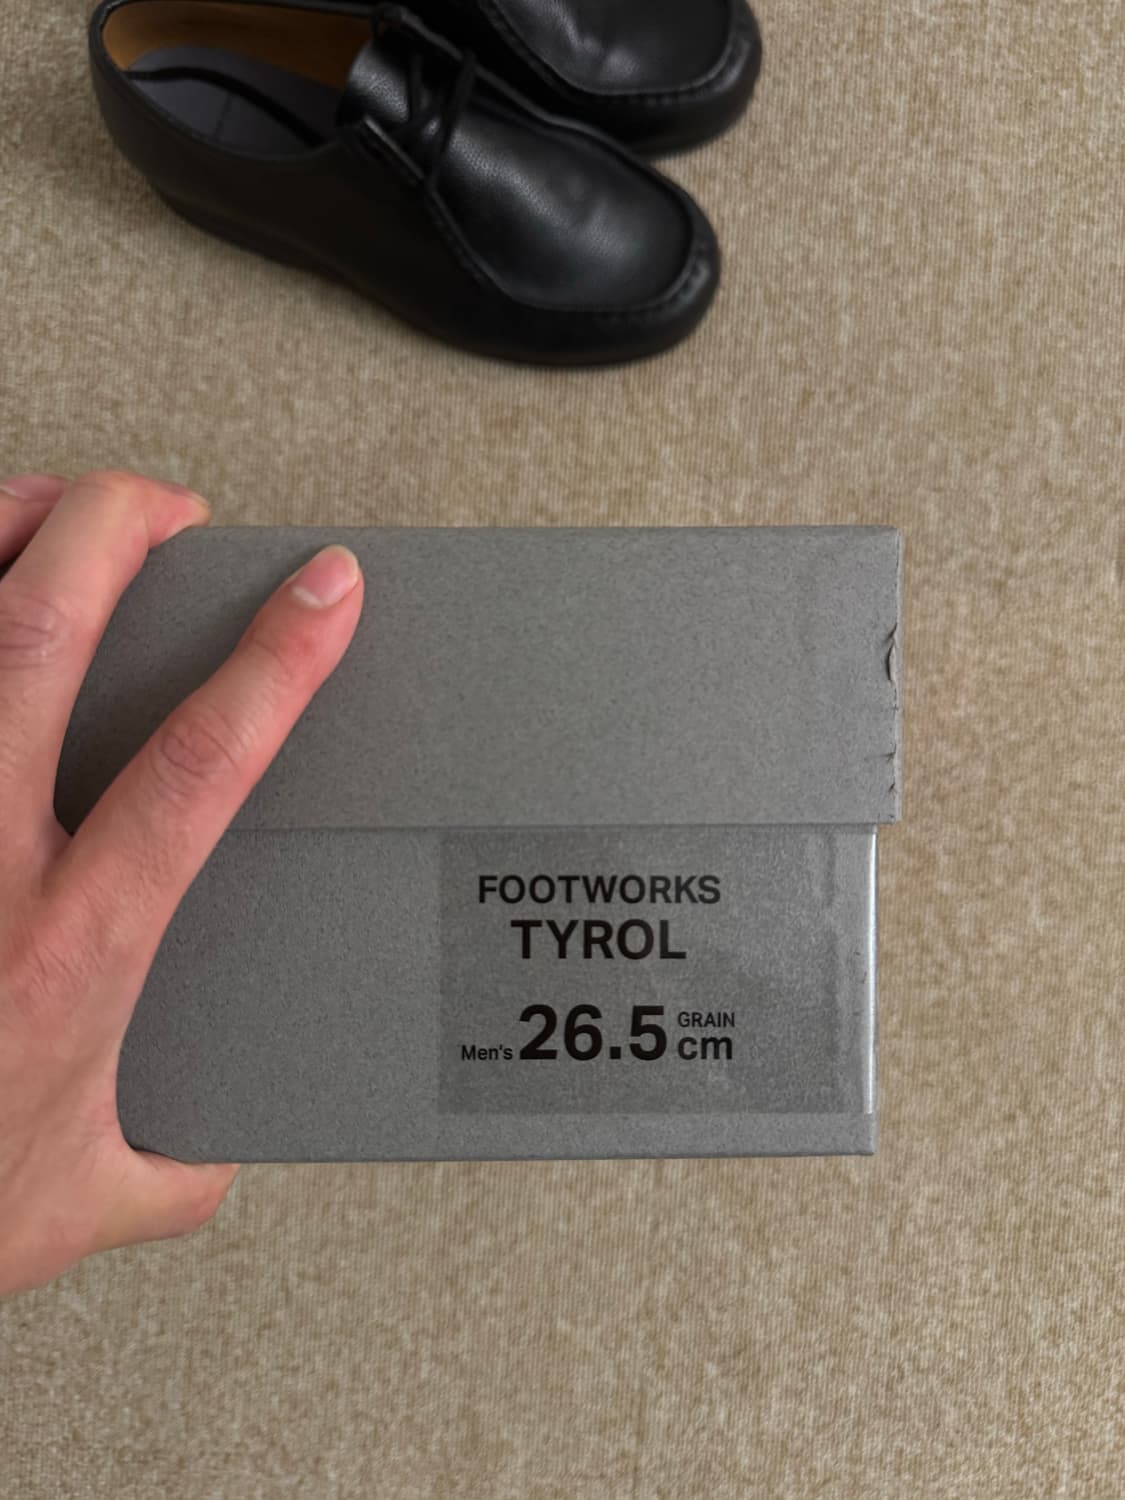 FOOTWORKS
TYROL
GRAIN
Men's 26.5 cm